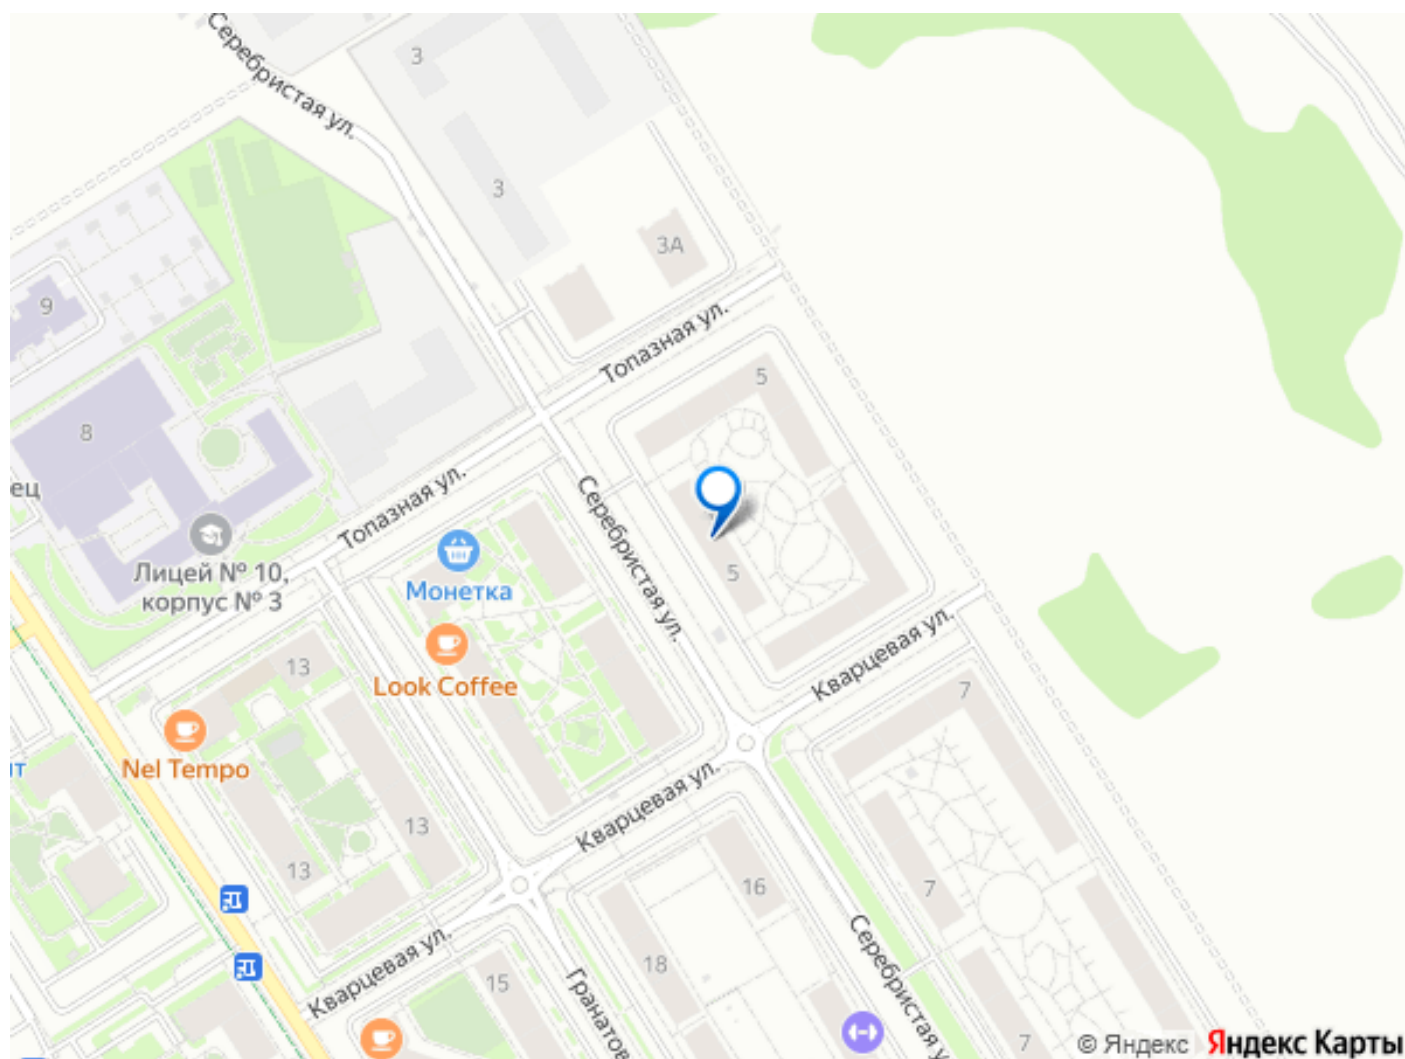 Серебристая ул.
3
3
3А
9
Топазная ул.
5
8
ец
Топазная ул.
Серебристая ул.
Лицей № 10,
корпус № 3
Монетка
5
Look Coffee
13
Кварцевая ул.
7
Nel Tempo
ит
Кварцевая ул.
13
13
16
7
Кварцевая ул.
18
15
Гранатов
Серебристая у
7
© Яндекс Яндекс Карты